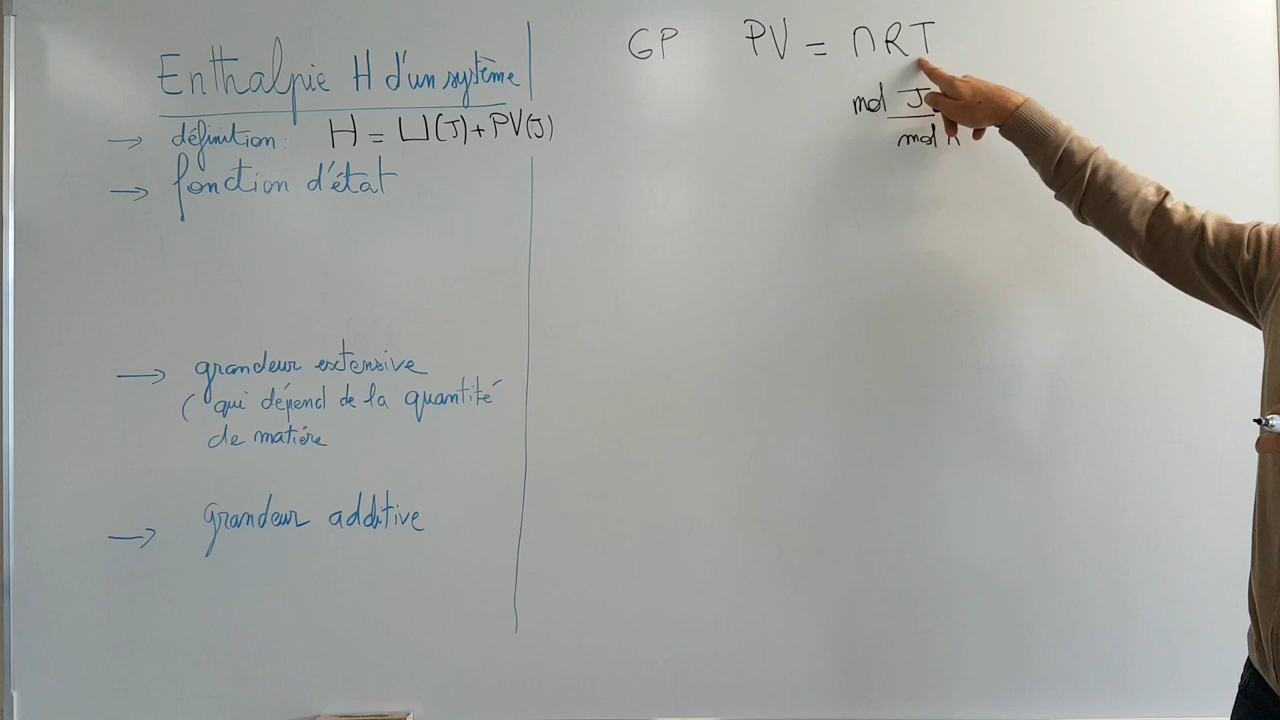 Enthalpie H d'un système
→ définition: H = U(J)+PV(J)
→ fonction d'état
→ grandeur extensive
( qui dépend de la quantité
de matière
→ grandeur additive
GP PV = nRT
mol J
mol K